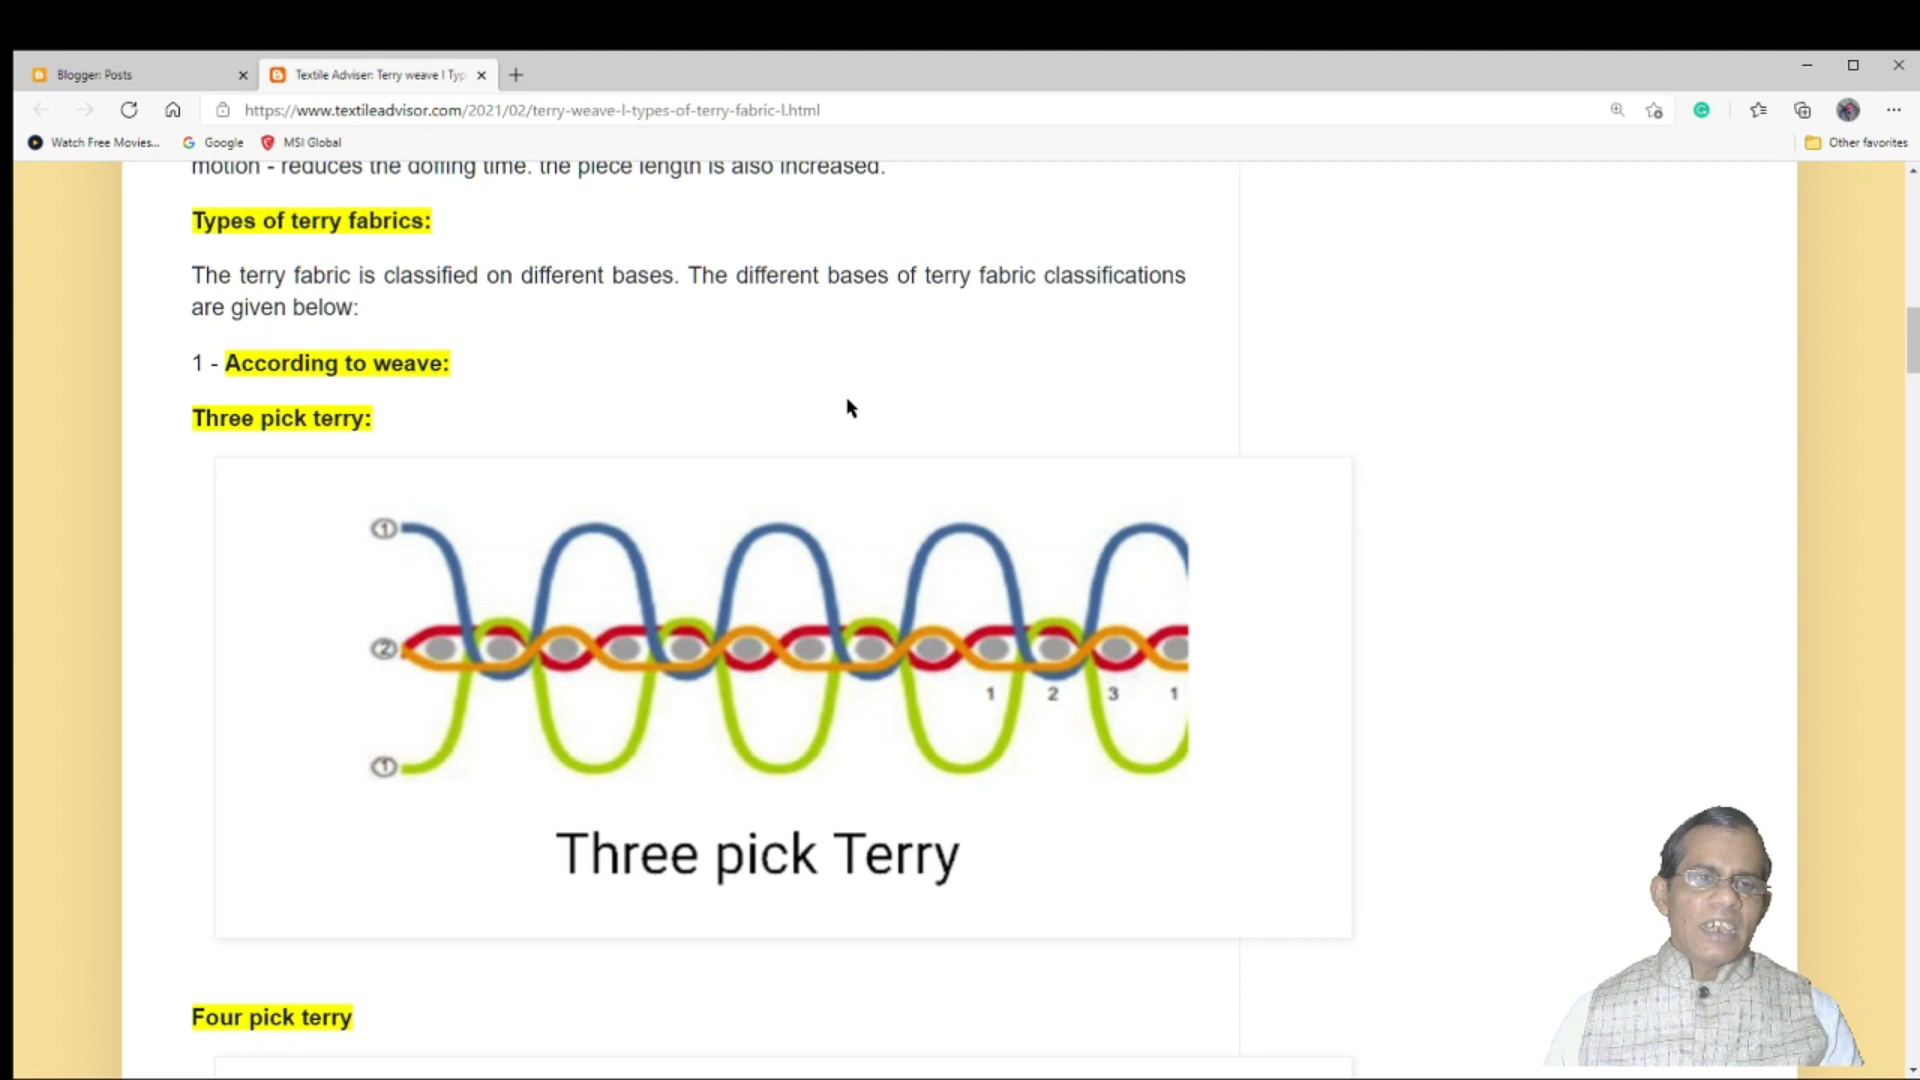 Blogger: Posts
Textile Adviser: Terry weave I Typ
https://www.textileadvisor.com/2021/02/terry-weave-l-types-of-terry-fabric-l.html
Watch Free Movies...
Google
MSI Global
Other favorites
motion - reduces the doffing time. the piece length is also increased.
Types of terry fabrics:
The terry fabric is classified on different bases. The different bases of terry fabric classifications
are given below:
1 - According to weave:
Three pick terry:
1
2
1 2 3 1
1
Three pick Terry
Four pick terry